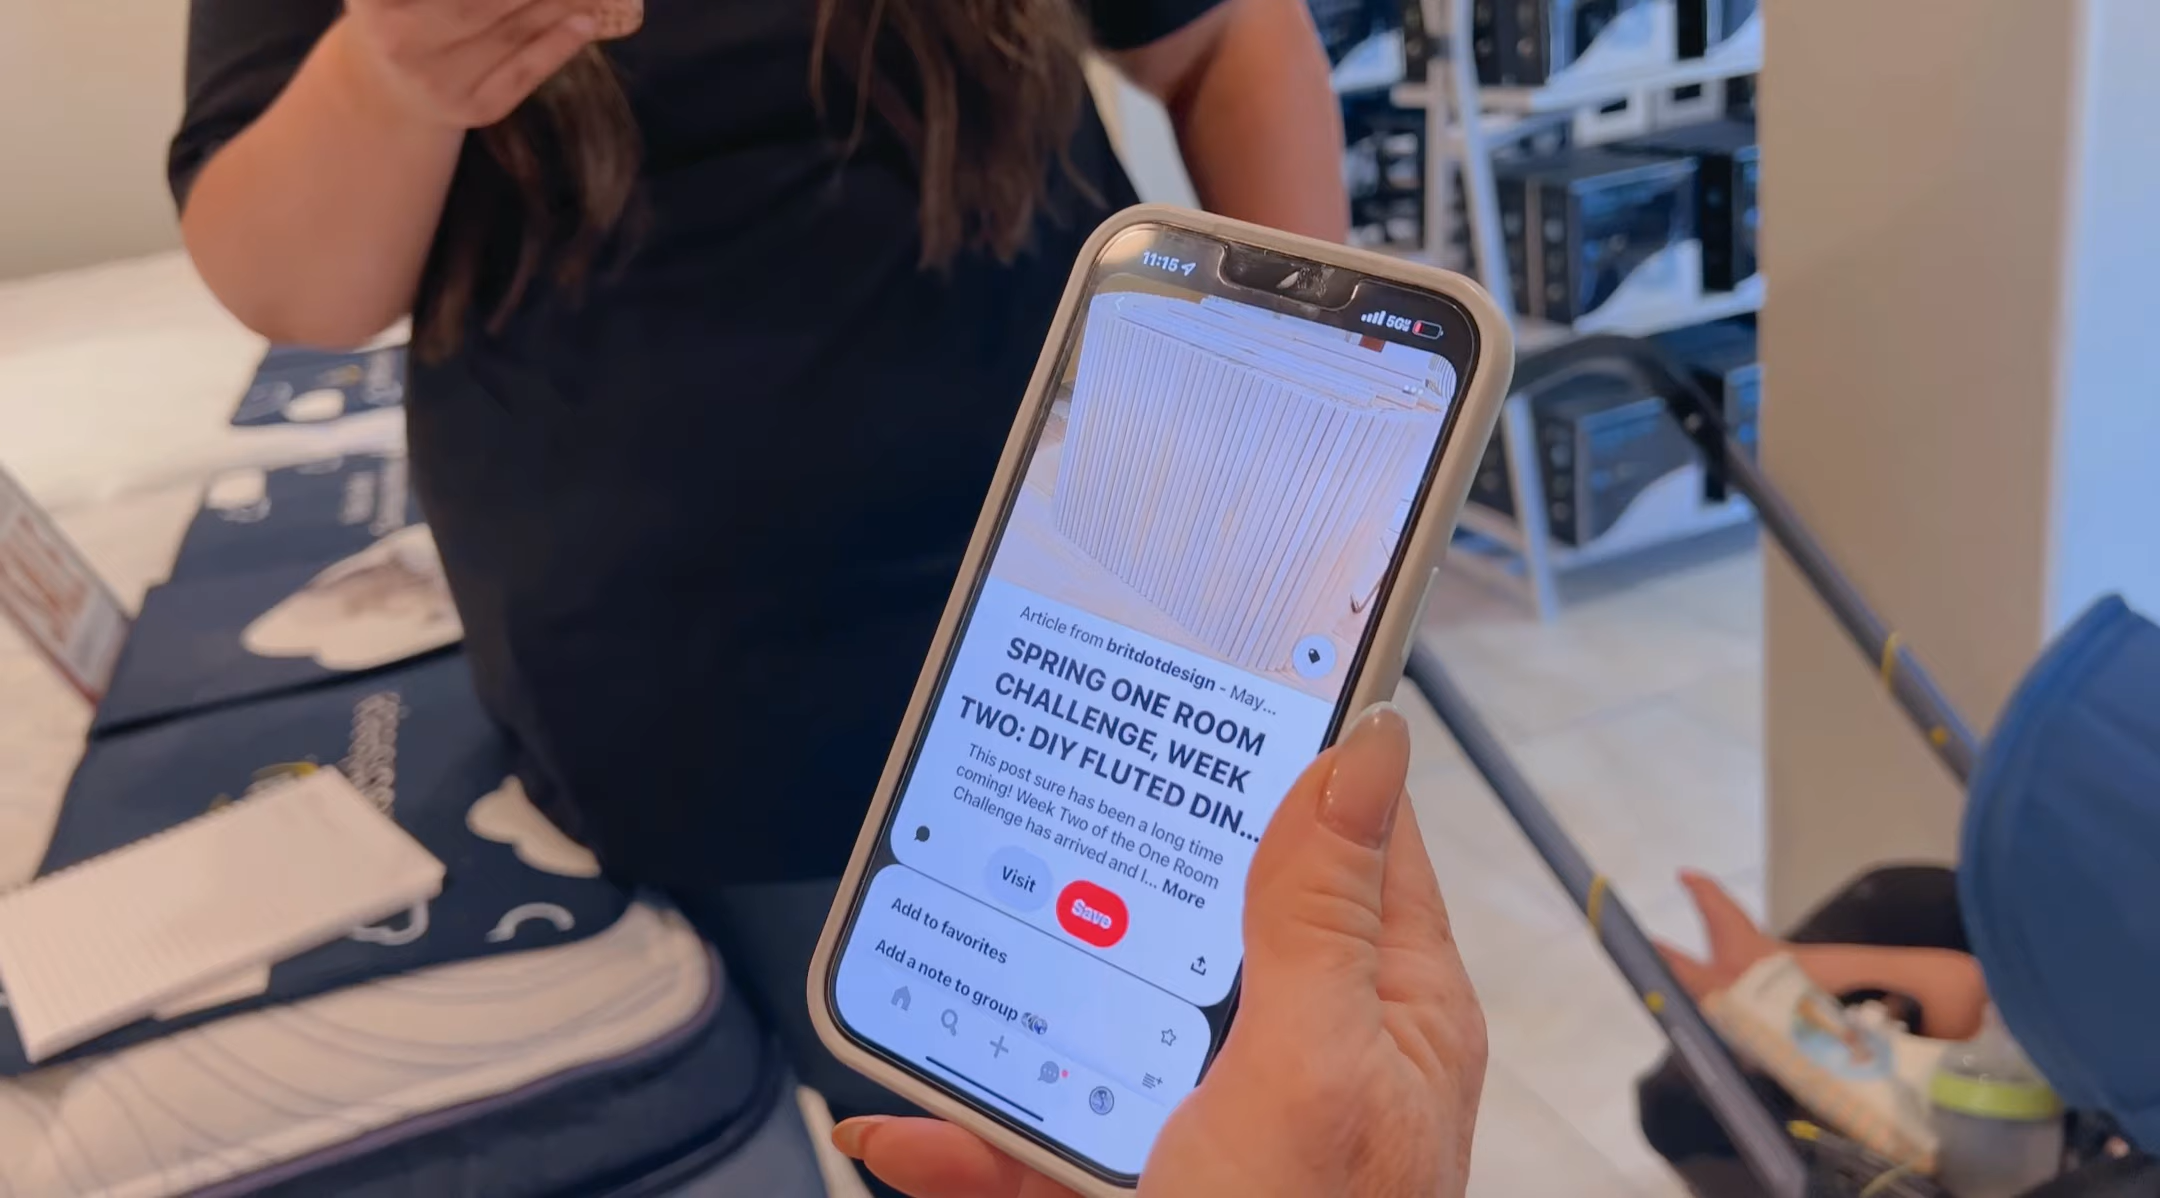 11:15
5G
Article from britdotdesign - May...
SPRING ONE ROOM
CHALLENGE, WEEK
TWO: DIY FLUTED DIN...
This post sure has been a long time
coming! Week Two of the One Room
Challenge has arrived and I... More
Visit
Save
Add to favorites
Add a note to group